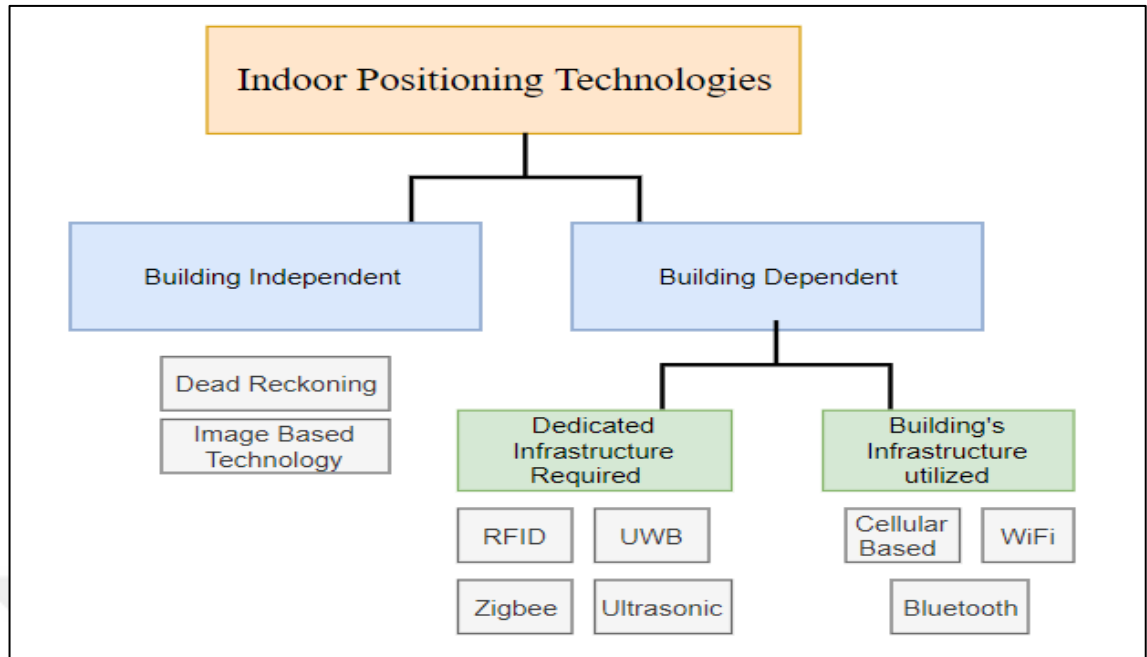 Indoor Positioning Technologies
Building Independent
Building Dependent
Dead Reckoning
Image Based
Technology
Dedicated
Infrastructure
Required
Building's
Infrastructure
utilized
RFID
UWB
Cellular
Based
WiFi
Zigbee
Ultrasonic
Bluetooth